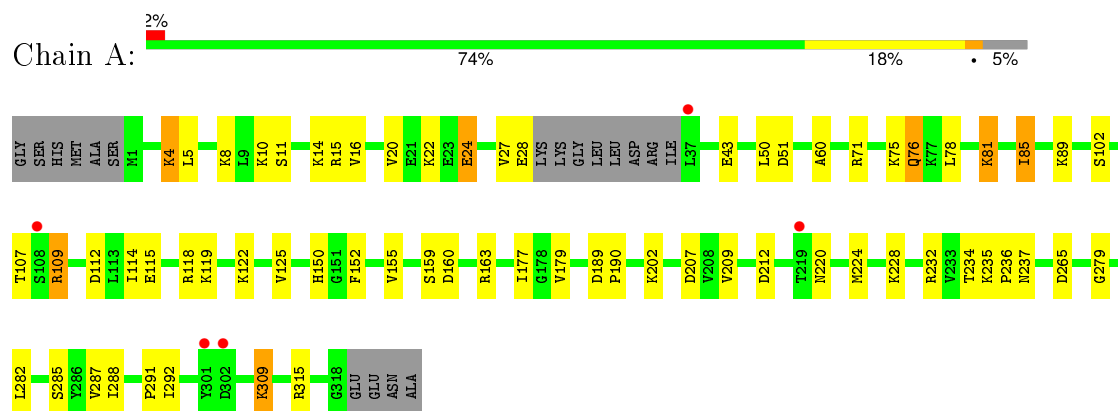 2%
Chain A:
74% 18% • 5%
GLY SER HIS MET ALA SER M1 K4 L5 K8 L9 K10 S11 K14 R15 V16 V20 E21 K22 E23 E24 V27 E28 LYS LYS GLY LEU LEU ASP ARG ILE L37 E43 L50 D51 A60 R71 K75 Q76 K77 L78 K81 I85 K89 S102
T107 S108 R109 D112 L113 I114 E115 R118 K119 K122 V125 H150 G151 F152 V155 S159 D160 R163 I177 G178 V179 D189 P190 K202 D207 V208 V209 D212 T219 N220 M224 K228 R232 V233 T234 K235 P236 N237 D265 G279
L282 S285 Y286 V287 I288 P291 I292 Y301 D302 K309 R315 G318 GLU GLU ASN ALA